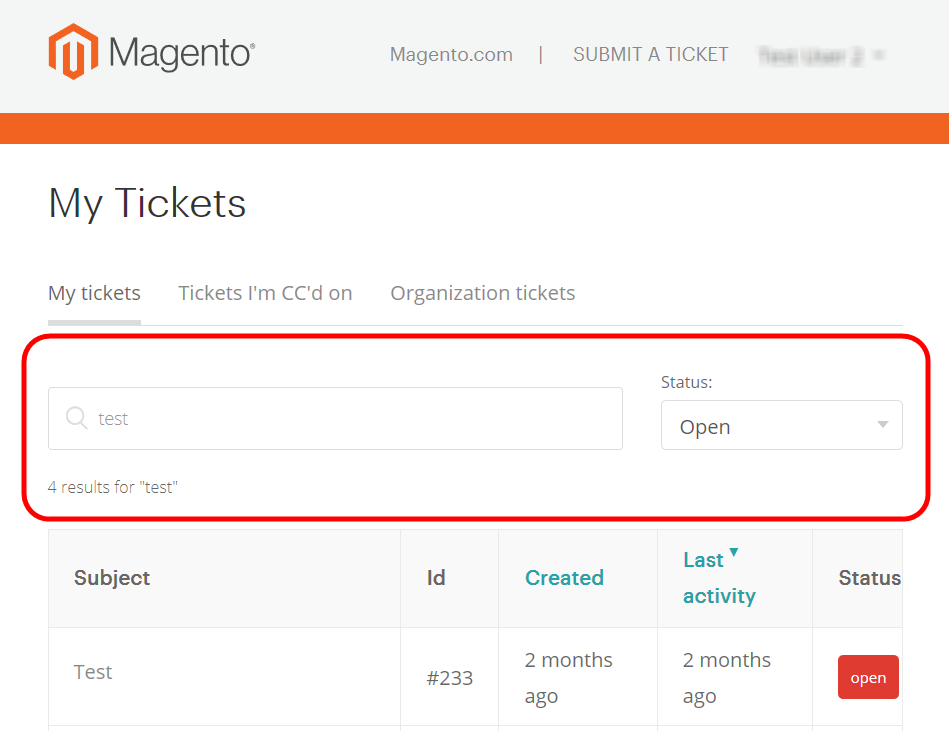 Magento®
Magento.com | SUBMIT A TICKET
My Tickets
My tickets Tickets I'm CC'd on Organization tickets
Status:
test
Open
4 results for "test"
Subject Id Created Last ▼ Status
activity
Test #233 2 months 2 months open
ago ago